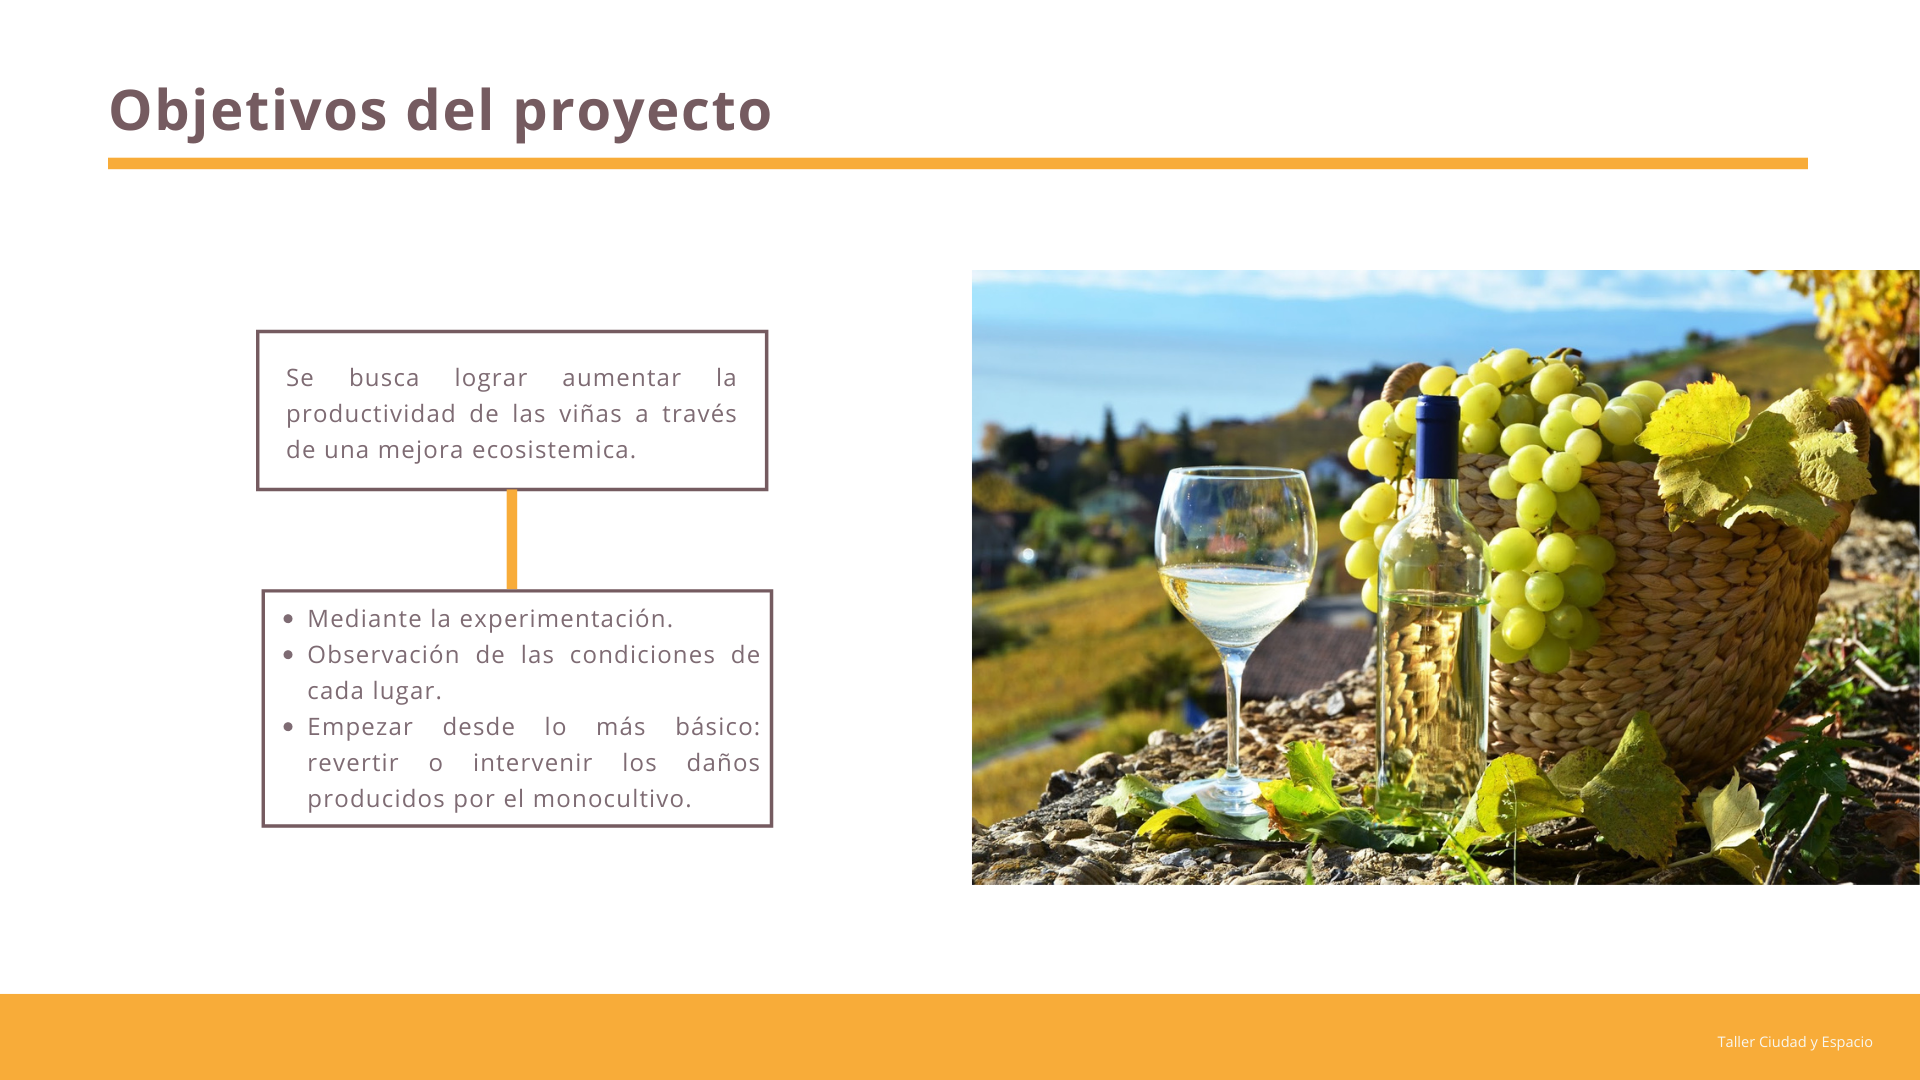 Objetivos del proyecto
Se busca lograr aumentar la
productividad de las viñas a través
de una mejora ecosistemica.
• Mediante la experimentación.
• Observación de las condiciones de
cada lugar.
• Empezar desde lo más básico:
revertir o intervenir los daños
producidos por el monocultivo.
Taller Ciudad y Espacio